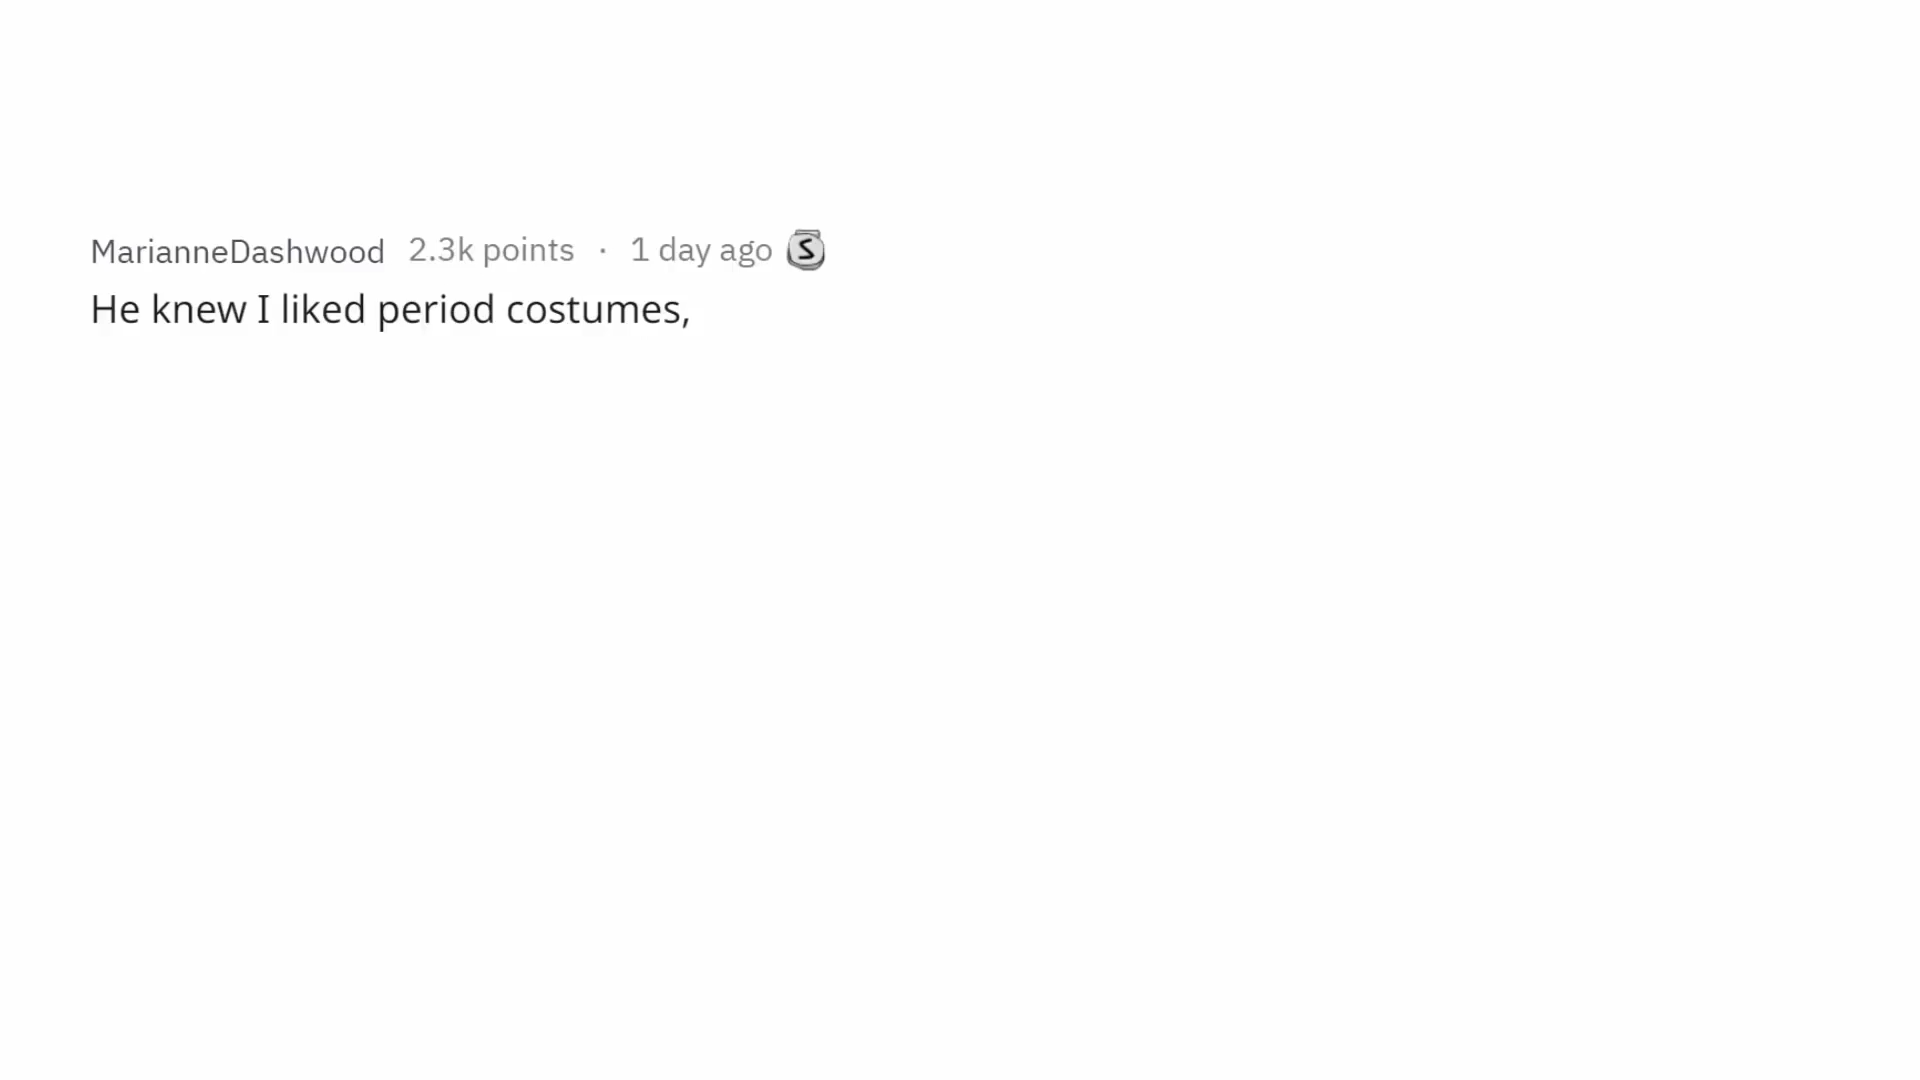 MarianneDashwood 2.3k points · 1 day ago S
He knew I liked period costumes,